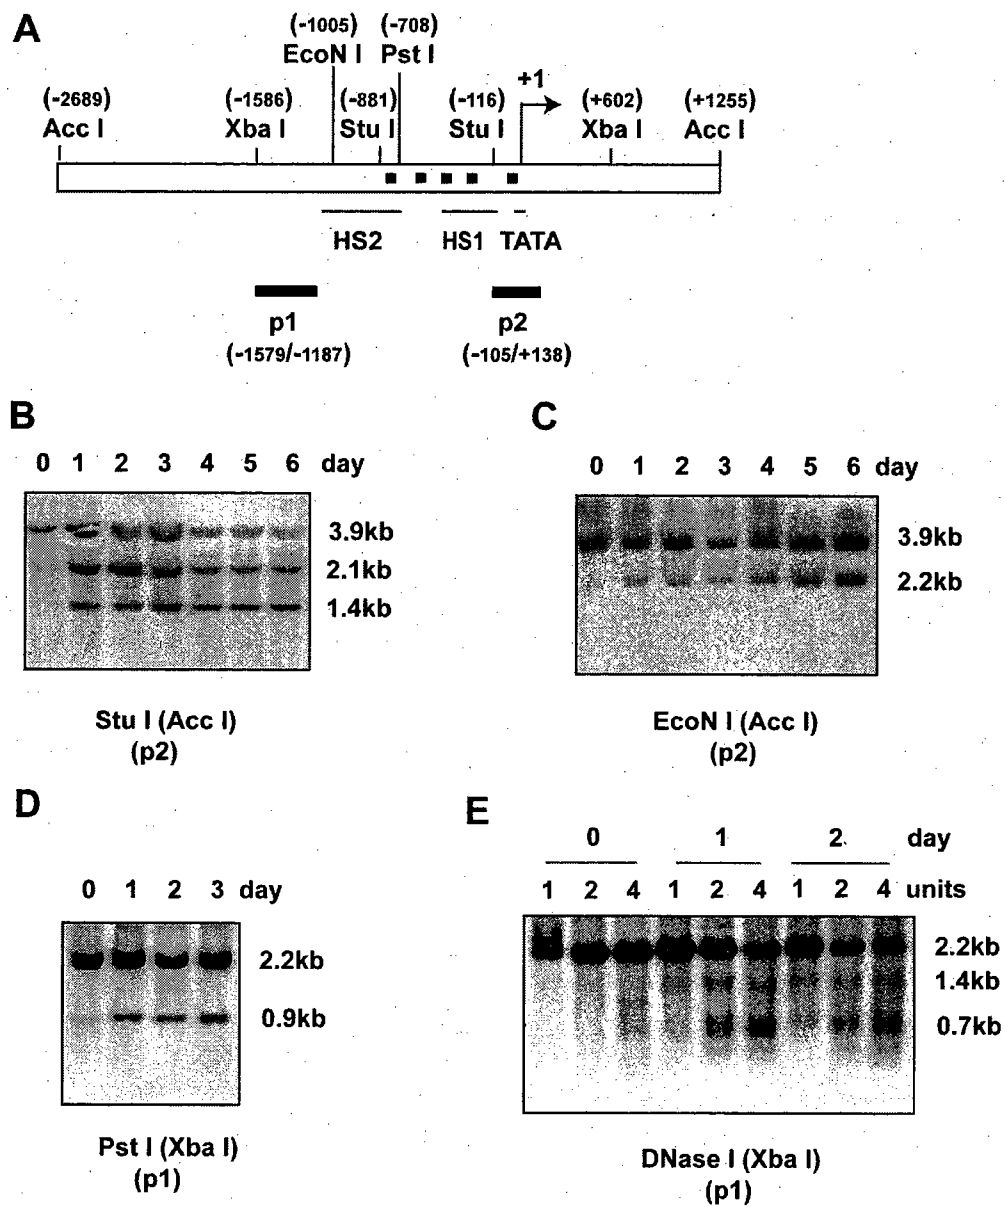 A
(-1005) (-708)
EcoN I Pst I
+1
(-2689) (-1586) (-881) (-116) (+602) (+1255)
Acc I Xba I Stu I Stu I Xba I Acc I
HS2 HS1 TATA
p1 p2
(-1579/-1187) (-105/+138)
B
0 1 2 3 4 5 6 day
3.9kb
2.1kb
1.4kb
Stu I (Acc I)
(p2)
C
0 1 2 3 4 5 6 day
3.9kb
2.2kb
EcoN I (Acc I)
(p2)
D
0 1 2 3 day
2.2kb
0.9kb
Pst I (Xba I)
(p1)
E
0 1 2 day
1 2 4 1 2 4 1 2 4 units
2.2kb
1.4kb
0.7kb
DNase I (Xba I)
(p1)